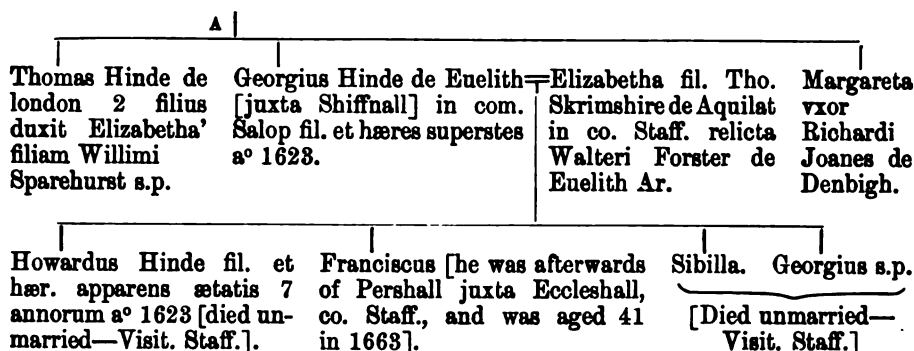 A
Thomas Hinde de
london 2 filius
duxit Elizabetha'
filiam Willimi
Sparehurst s.p.
Georgius Hinde de Euelith
[juxta Shiffnall] in com.
Salop fil. et hæres superstes
aº 1623.
Elizabetha fil. Tho.
Skrimshire de Aquilat
in co. Staff. relicta
Walteri Forster de
Euelith Ar.
Margareta
vxor
Richardi
Joanes de
Denbigh.
Howardus Hinde fil. et
hær. apparens ætatis 7
annorum aº 1623 [died un-
married—Visit. Staff.].
Franciscus [he was afterwards
of Pershall juxta Eccleshall,
co. Staff., and was aged 41
in 1663].
Sibilla. Georgius s.p.
[Died unmarried—
Visit. Staff.]